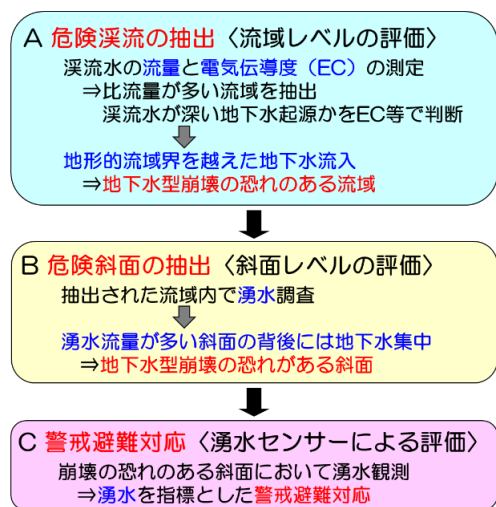 A 危険渓流の抽出〈流域レベルの評価〉
渓流水の流量と電気伝導度（EC）の測定
⇒比流量が多い流域を抽出
渓流水が深い地下水起源かをEC等で判断
地形的流域界を越えた地下水流入
⇒地下水型崩壊の恐れのある流域
B 危険斜面の抽出〈斜面レベルの評価〉
抽出された流域内で湧水調査
湧水流量が多い斜面の背後には地下水集中
⇒地下水型崩壊の恐れがある斜面
C 警戒避難対応〈湧水センサーによる評価〉
崩壊の恐れのある斜面において湧水観測
⇒湧水を指標とした警戒避難対応